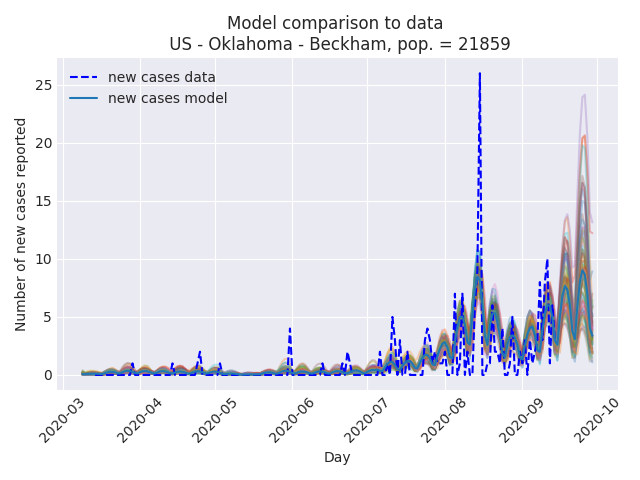 Model comparison to data
US - Oklahoma - Beckham, pop. = 21859
new cases data
new cases model
Number of new cases reported
25
20
15
10
5
0
2020-03
2020-04
2020-05
2020-06
2020-07
2020-08
2020-09
2020-10
Day